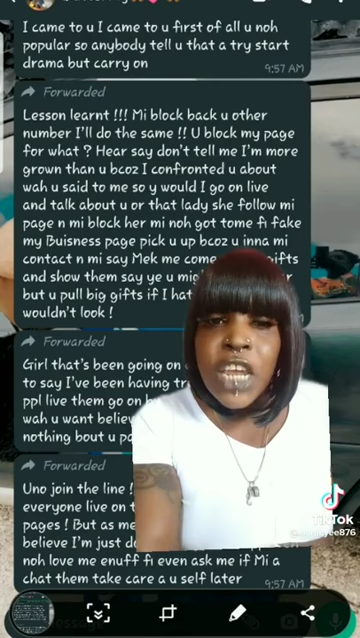 I came to u I came to u first of all u noh
popular so anybody tell u that a try start
drama but carry on
9:57 AM
Forwarded
Lesson learnt !!! Mi block back u other
number I'll do the same !! U block my page
for what ? Hear say don't tell me I'm more
grown than u bcoz I confronted u about
wah u said to me so y would I go on live
and talk about u or that lady she follow mi
page n mi block her mi noh got tome fi fake
my Buisness page pick u up bcoz u inna mi
contact n mi say Mek me come gifts
and show them say ye u
but u pull big gifts if I
wouldn't look !
Forwarded
Girl that's been going on
to say I've been having
ppl live them go on
wah u want
nothing bout u
Forwarded
Uno join the line !
everyone live on
pages ! But as
believe I'm just
noh love me enuff fi even ask me if Mi a
chat them take care a u self later
9:57 AM
TikTok